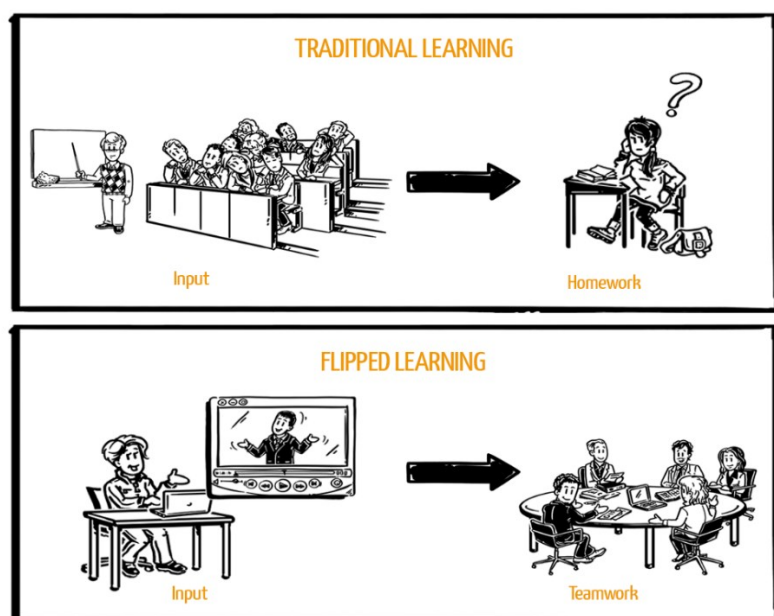 TRADITIONAL LEARNING
?
Input
Homework
FLIPPED LEARNING
Input
Teamwork